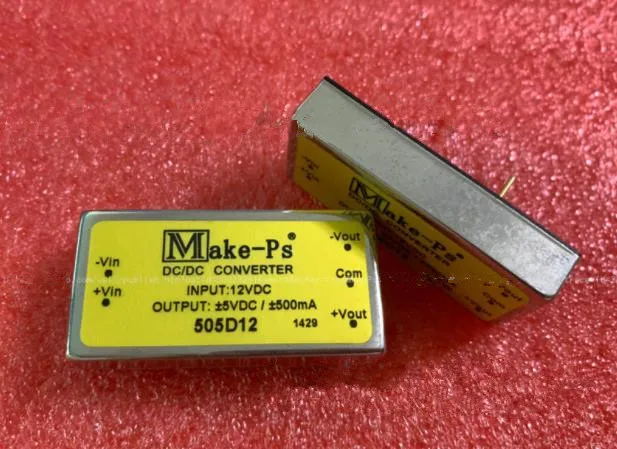 Make-Ps®
DC/DC CONVERTER
INPUT:12VDC
OUTPUT: ±5VDC / ±500mA
505D12 1429
-Vin
+Vin
-Vout
Com
+Vout
Make-Ps
CONVERTER